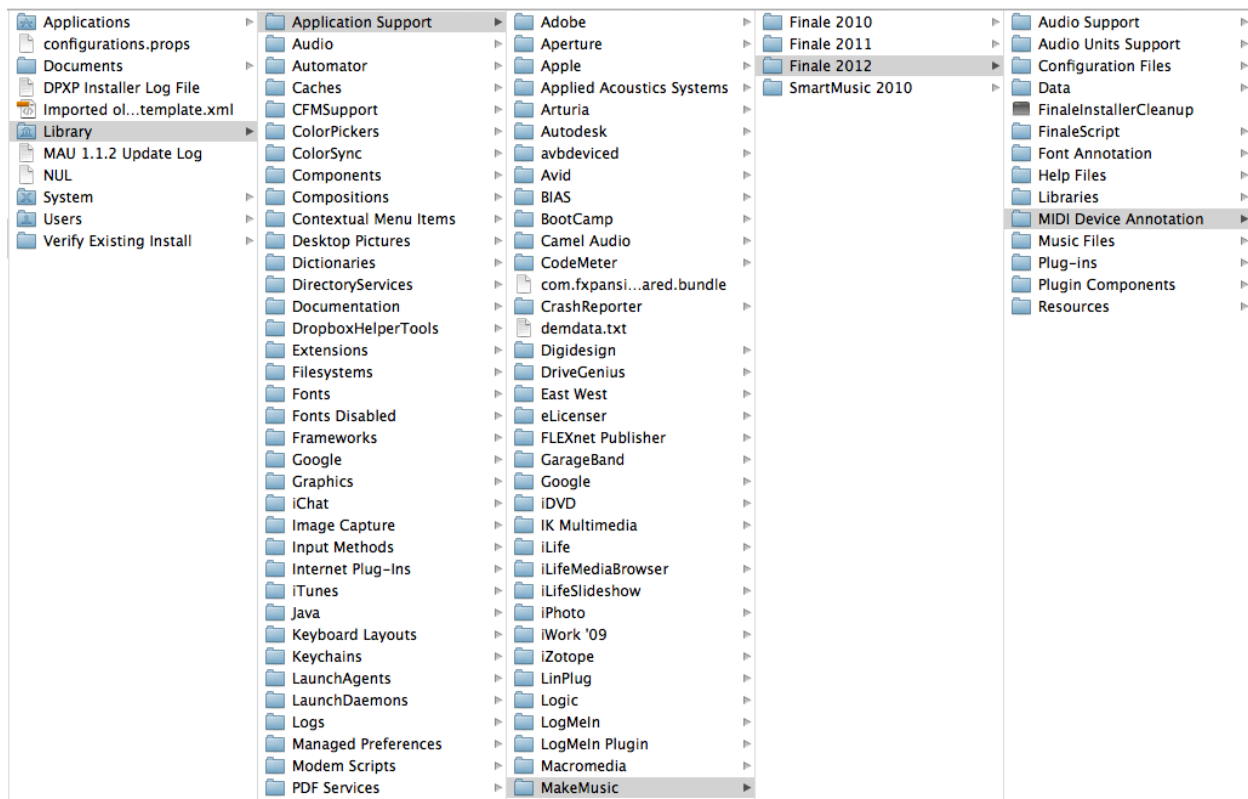 Applications
configurations.props
Documents
DPXP Installer Log File
Imported ol...template.xml
Library
MAU 1.1.2 Update Log
NUL
System
Users
Verify Existing Install
Application Support
Audio
Automator
Caches
CFMSupport
ColorPickers
ColorSync
Components
Compositions
Contextual Menu Items
Desktop Pictures
Dictionaries
DirectoryServices
Documentation
DropboxHelperTools
Extensions
Filesystems
Fonts
Fonts Disabled
Frameworks
Google
Graphics
iChat
Image Capture
Input Methods
Internet Plug-Ins
iTunes
Java
Keyboard Layouts
Keychains
LaunchAgents
LaunchDaemons
Logs
Managed Preferences
Modem Scripts
PDF Services
Adobe
Aperture
Apple
Applied Acoustics Systems
Arturia
Autodesk
avbdeviced
Avid
BIAS
BootCamp
Camel Audio
CodeMeter
com.fxpansi...ared.bundle
CrashReporter
demdata.txt
Digidesign
DriveGenius
East West
eLicenser
FLEXnet Publisher
GarageBand
Google
iDVD
IK Multimedia
iLife
iLifeMediaBrowser
iLifeSlideshow
iPhoto
iWork '09
iZotope
LinPlug
Logic
LogMeIn
LogMeIn Plugin
Macromedia
MakeMusic
Finale 2010
Finale 2011
Finale 2012
SmartMusic 2010
Audio Support
Audio Units Support
Configuration Files
Data
FinaleInstallerCleanup
FinaleScript
Font Annotation
Help Files
Libraries
MIDI Device Annotation
Music Files
Plug-ins
Plugin Components
Resources